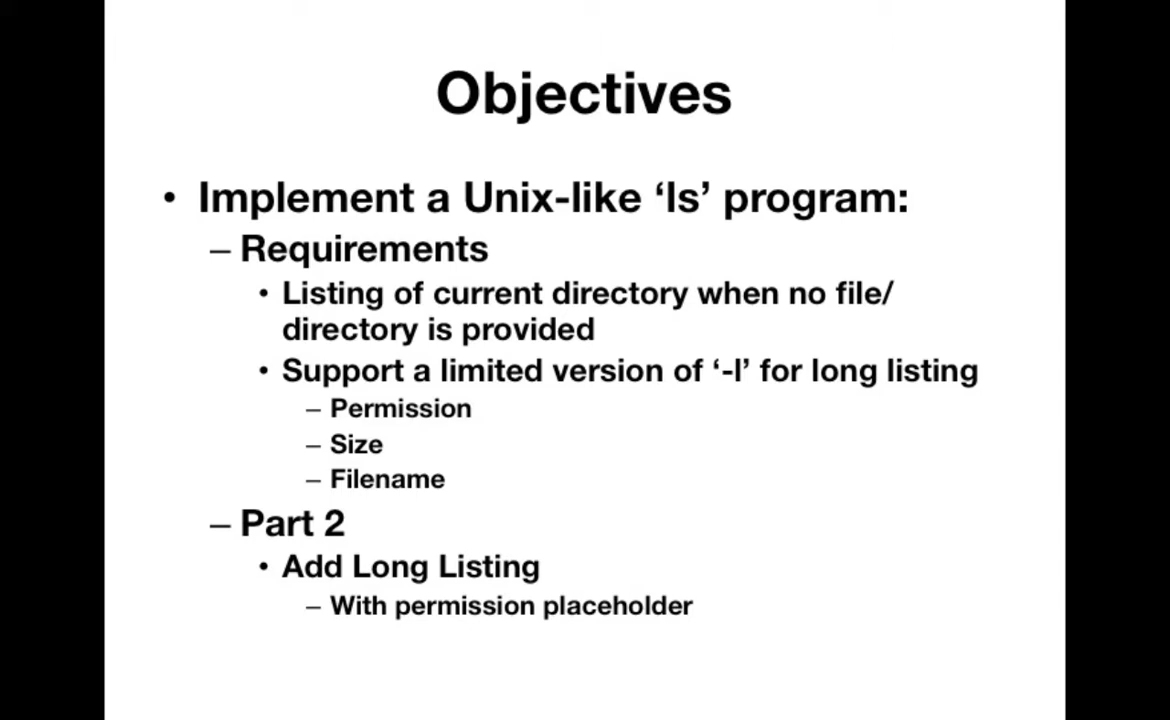 Objectives
• Implement a Unix-like ‘ls’ program:
– Requirements
• Listing of current directory when no file/
directory is provided
• Support a limited version of ‘-l’ for long listing
– Permission
– Size
– Filename
– Part 2
• Add Long Listing
– With permission placeholder